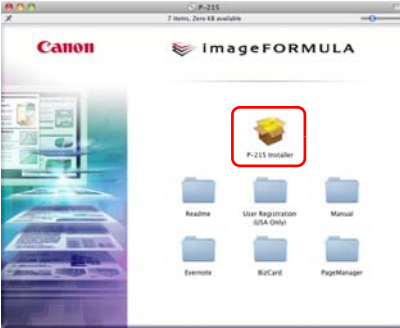 P-215
7 items, Zero KB available
Canon
imageFORMULA
P-215 Installer
Readme
User Registration
(USA Only)
Manual
Evernote
BizCard
PageManager